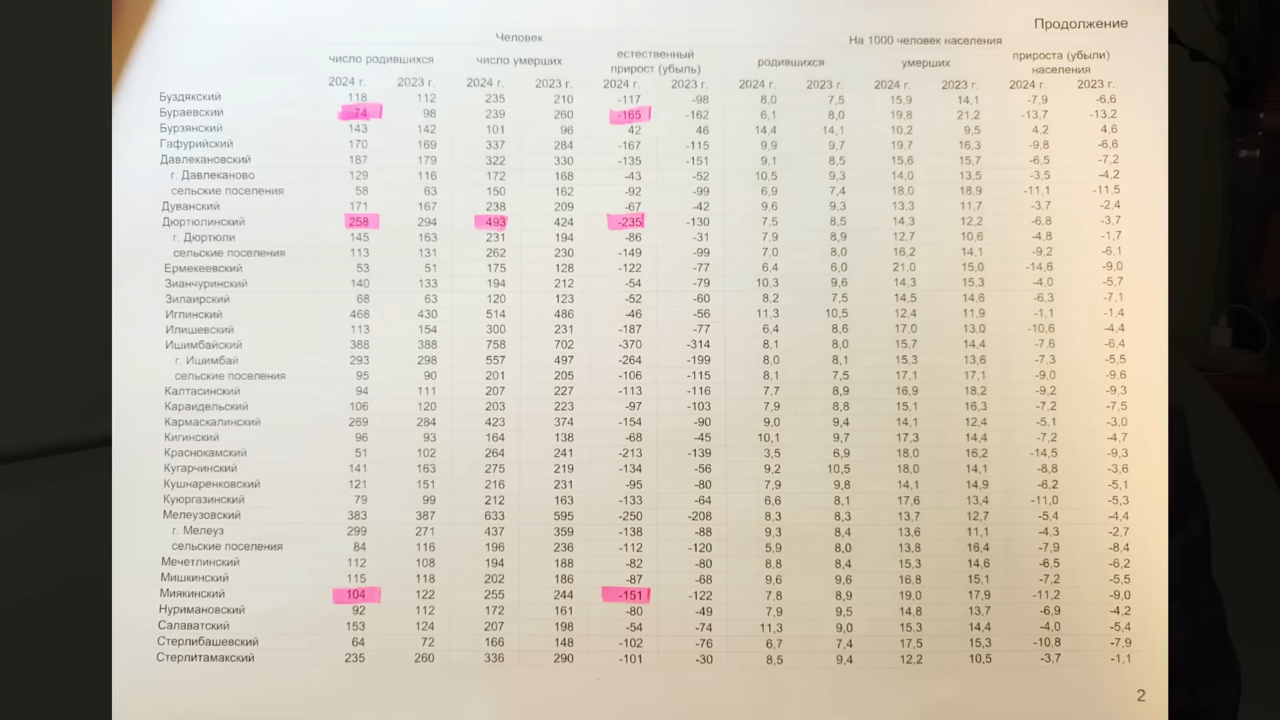 Продолжение
Человек На 1000 человек населения
число родившихся число умерших естественный прирост (убыль) родившихся умерших прироста (убыли) населения
2024 г. 2023 г. 2024 г. 2023 г. 2024 г. 2023 г. 2024 г. 2023 г. 2024 г. 2023 г. 2024 г. 2023 г.
Буздякский 118 112 235 210 -117 -98 8,0 7,5 15,9 14,1 -7,9 -6,6
Бураевский 74 98 239 260 -165 -162 6,1 8,0 19,8 21,2 -13,7 -13,2
Бурзянский 143 142 101 96 42 46 14,4 14,1 10,2 9,5 4,2 4,6
Гафурийский 170 169 337 284 -167 -115 9,9 9,7 19,7 16,3 -9,8 -6,6
Давлекановский 187 179 322 330 -135 -151 9,1 8,5 15,6 15,7 -6,5 -7,2
г. Давлеканово 129 116 172 168 -43 -52 10,5 9,3 14,0 13,5 -3,5 -4,2
сельские поселения 58 63 150 162 -92 -99 6,9 7,4 18,0 18,9 -11,1 -11,5
Дуванский 171 167 238 209 -67 -42 9,6 9,3 13,3 11,7 -3,7 -2,4
Дюртюлинский 258 294 493 424 -235 -130 7,5 8,5 14,3 12,2 -6,8 -3,7
г. Дюртюли 145 163 231 194 -86 -31 7,9 8,9 12,7 10,6 -4,8 -1,7
сельские поселения 113 131 262 230 -149 -99 7,0 8,0 16,2 14,1 -9,2 -6,1
Ермекеевский 53 51 175 128 -122 -77 6,4 6,0 21,0 15,0 -14,6 -9,0
Зианчуринский 140 133 194 212 -54 -79 10,3 9,6 14,3 15,3 -4,0 -5,7
Зилаирский 68 63 120 123 -52 -60 8,2 7,5 14,5 14,6 -6,3 -7,1
Иглинский 468 430 514 486 -46 -56 11,3 10,5 12,4 11,9 -1,1 -1,4
Илишевский 113 154 300 231 -187 -77 6,4 8,6 17,0 13,0 -10,6 -4,4
Ишимбайский 388 388 758 702 -370 -314 8,1 8,0 15,7 14,4 -7,6 -6,4
г. Ишимбай 293 298 557 497 -264 -199 8,0 8,1 15,3 13,6 -7,3 -5,5
сельские поселения 95 90 201 205 -106 -115 8,1 7,5 17,1 17,1 -9,0 -9,6
Калтасинский 94 111 207 227 -113 -116 7,7 8,9 16,9 18,2 -9,2 -9,3
Караидельский 106 120 203 223 -97 -103 7,9 8,8 15,1 16,3 -7,2 -7,5
Кармаскалинский 269 284 423 374 -154 -90 9,0 9,4 14,1 12,4 -5,1 -3,0
Кигинский 96 93 164 138 -68 -45 10,1 9,7 17,3 14,4 -7,2 -4,7
Краснокамский 51 102 264 241 -213 -139 3,5 6,9 18,0 16,2 -14,5 -9,3
Кугарчинский 141 163 275 219 -134 -56 9,2 10,5 18,0 14,1 -8,8 -3,6
Кушнаренковский 121 151 216 231 -95 -80 7,9 9,8 14,1 14,9 -6,2 -5,1
Куюргазинский 79 99 212 163 -133 -64 6,6 8,1 17,6 13,4 -11,0 -5,3
Мелеузовский 383 387 633 595 -250 -208 8,3 8,3 13,7 12,7 -5,4 -4,4
г. Мелеуз 299 271 437 359 -138 -88 9,3 8,4 13,6 11,1 -4,3 -2,7
сельские поселения 84 116 196 236 -112 -120 5,9 8,0 13,8 16,4 -7,9 -8,4
Мечетлинский 112 108 194 188 -82 -80 8,8 8,4 15,3 14,6 -6,5 -6,2
Мишкинский 115 118 202 186 -87 -68 9,6 9,6 16,8 15,1 -7,2 -5,5
Миякинский 104 122 255 244 -151 -122 7,8 8,9 19,0 17,9 -11,2 -9,0
Нуримановский 92 112 172 161 -80 -49 7,9 9,5 14,8 13,7 -6,9 -4,2
Салаватский 153 124 207 198 -54 -74 11,3 9,0 15,3 14,4 -4,0 -5,4
Стерлибашевский 64 72 166 148 -102 -76 6,7 7,4 17,5 15,3 -10,8 -7,9
Стерлитамакский 235 260 336 290 -101 -30 8,5 9,4 12,2 10,5 -3,7 -1,1
2